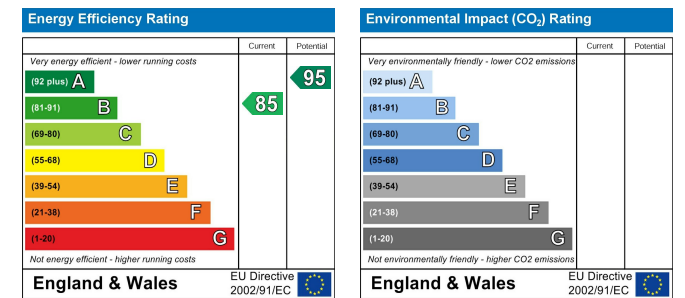 Energy Efficiency Rating
Current Potential
Very energy efficient - lower running costs
(92 plus) A
95
(81-91) B
85
(69-80) C
(55-68) D
(39-54) E
(21-38) F
(1-20) G
Not energy efficient - higher running costs
England & Wales
EU Directive
2002/91/EC
Environmental Impact (CO₂) Rating
Current Potential
Very environmentally friendly - lower CO2 emissions
(92 plus) A
(81-91) B
(69-80) C
(55-68) D
(39-54) E
(21-38) F
(1-20) G
Not environmentally friendly - higher CO2 emissions
England & Wales
EU Directive
2002/91/EC